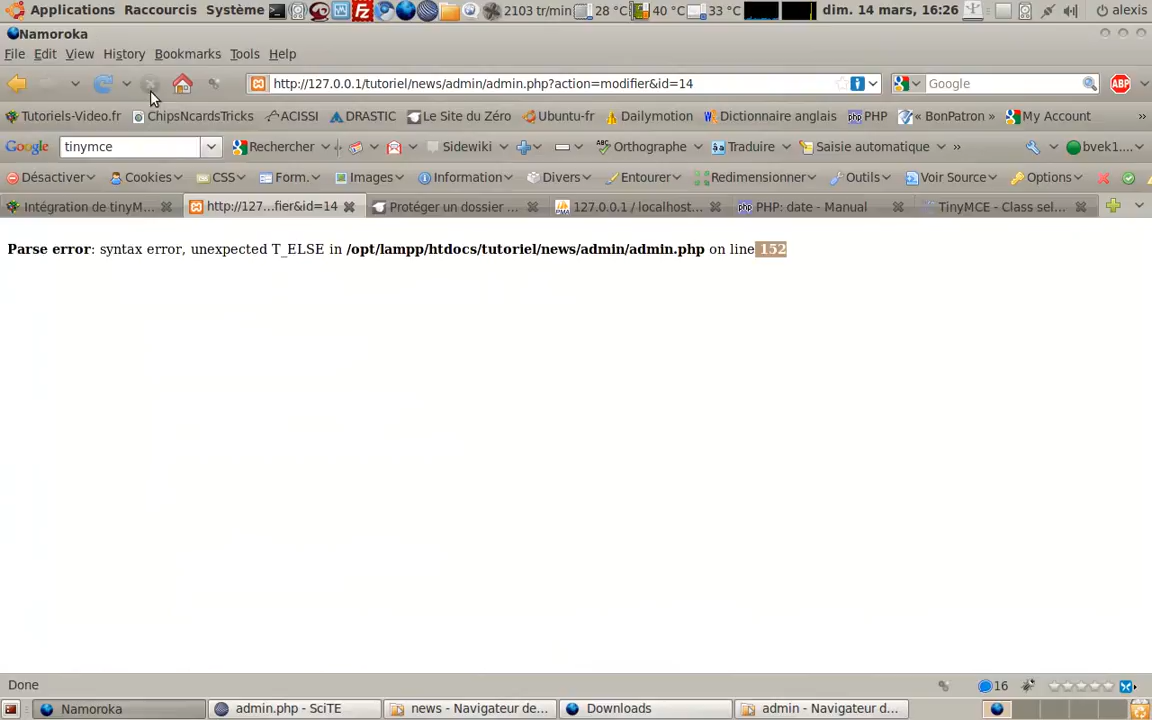 Applications Raccourcis Système 2103 tr/min 28 °C 40 °C 33 °C dim. 14 mars, 16:26 alexis
Namoroka
File Edit View History Bookmarks Tools Help
http://127.0.0.1/tutoriel/news/admin/admin.php?action=modifier&id=14 Google ABP
Tutoriels-Video.fr ChipsNcardsTricks ACISSI DRASTIC Le Site du Zéro Ubuntu-fr Dailymotion Dictionnaire anglais PHP « BonPatron » My Account »
Google tinymce Rechercher Sidewiki Orthographe Traduire Saisie automatique » bvek1...
Désactiver Cookies CSS Form. Images Information Divers Entourer Redimensionner Outils Voir Source Options
Intégration de tinyM... http://127...fier&id=14 Protéger un dossier ... 127.0.0.1 / localhost... PHP: date - Manual TinyMCE - Class sel...
Parse error: syntax error, unexpected T_ELSE in /opt/lampp/htdocs/tutoriel/news/admin/admin.php on line 152
Done 16
Namoroka admin.php - SciTE news - Navigateur de... Downloads admin - Navigateur d...